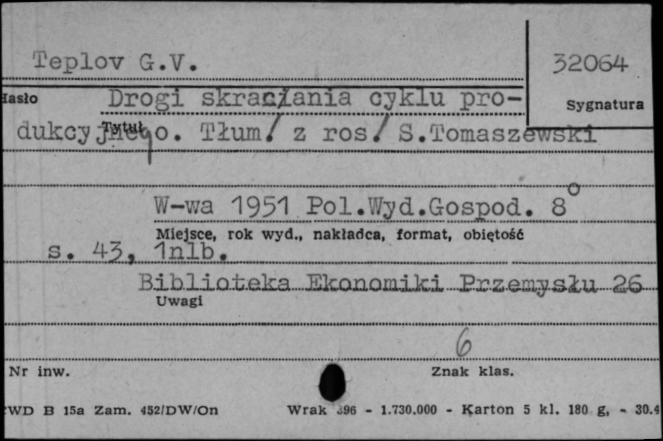 Teplov G.V.
32064
Hasło
Drogi skracania cyklu pro-
Sygnatura
Tytuł
dukcyjnego. Tłum/ z ros/ S.Tomaszewski
W-wa 1951 Pol.Wyd.Gospod. 8°
Miejsce, rok wyd., nakładca, format, objętość
s. 43, 1nlb.
Biblioteka Ekonomiki Przemysłu 26
Uwagi
6
Nr inw.
Znak klas.
CWD B 15a Zam. 452/DW/On Wrak 396 - 1.730.000 - Karton 5 kl. 180 g. - 30.4